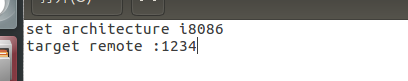 set architecture i8086
target remote :1234